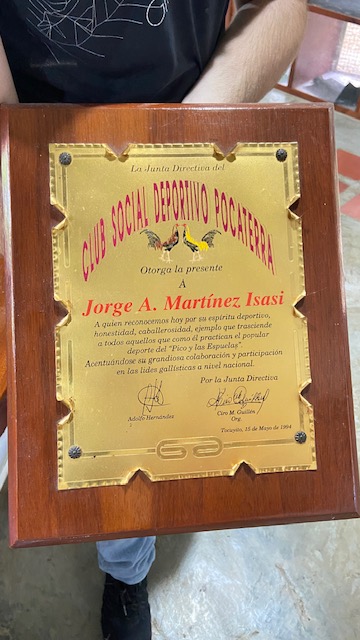 La Junta Directiva del
CLUB SOCIAL DEPORTIVO POCATERRA
Otorga la presente
A
Jorge A. Martínez Isasi
A quien reconocemos hoy por su espíritu deportivo,
honestidad, caballerosidad, ejemplo que trasciende
a todos aquellos que como él practican el popular
deporte del "Pico y las Espuelas"
Acentuándose su grandiosa colaboración y participación
en las lides gallísticas a nivel nacional.
Por la Junta Directiva
Adolfo Hernández
Ciro M. Guillén
Org.
Tinicuyito, 15 de Mayo de 1994